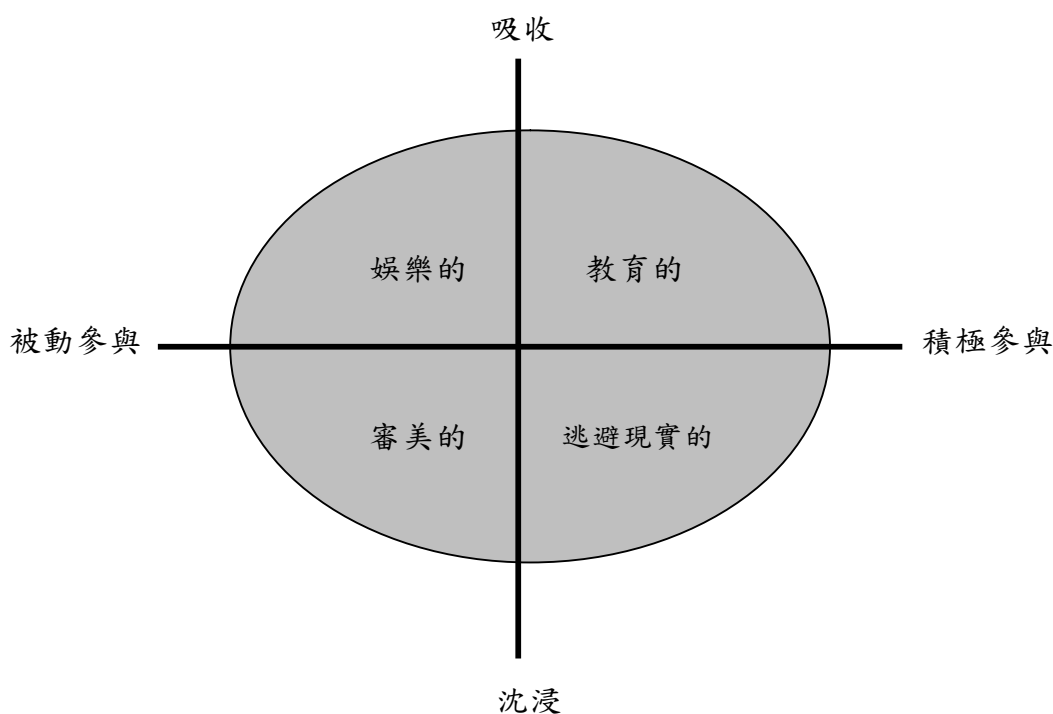 吸收
娛樂的
教育的
被動參與
積極參與
審美的
逃避現實的
沈浸